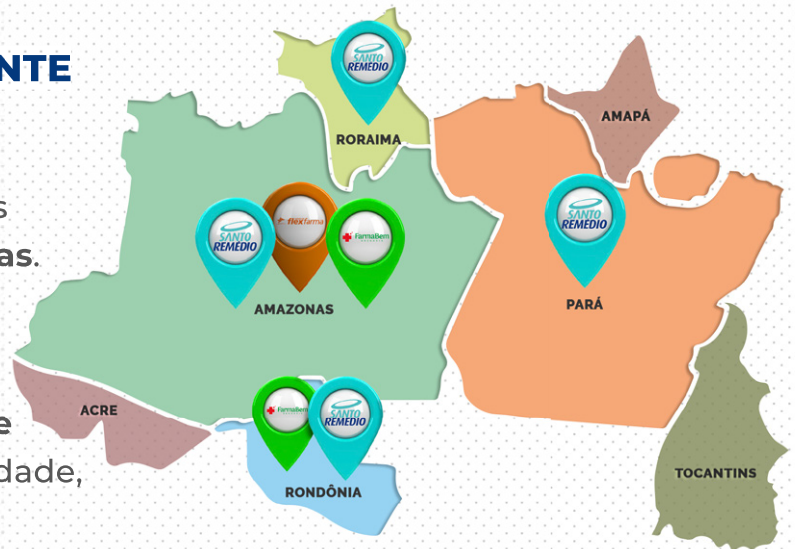 NTE
s
as.
e
dade,
SANTO
REMÉDIO
RORAIMA
AMAPÁ
SANTO
REMÉDIO
flexfarma
FarmaBem
AMAZONAS
SANTO
REMÉDIO
PARÁ
ACRE
FarmaBem
SANTO
REMÉDIO
RONDÔNIA
TOCANTINS